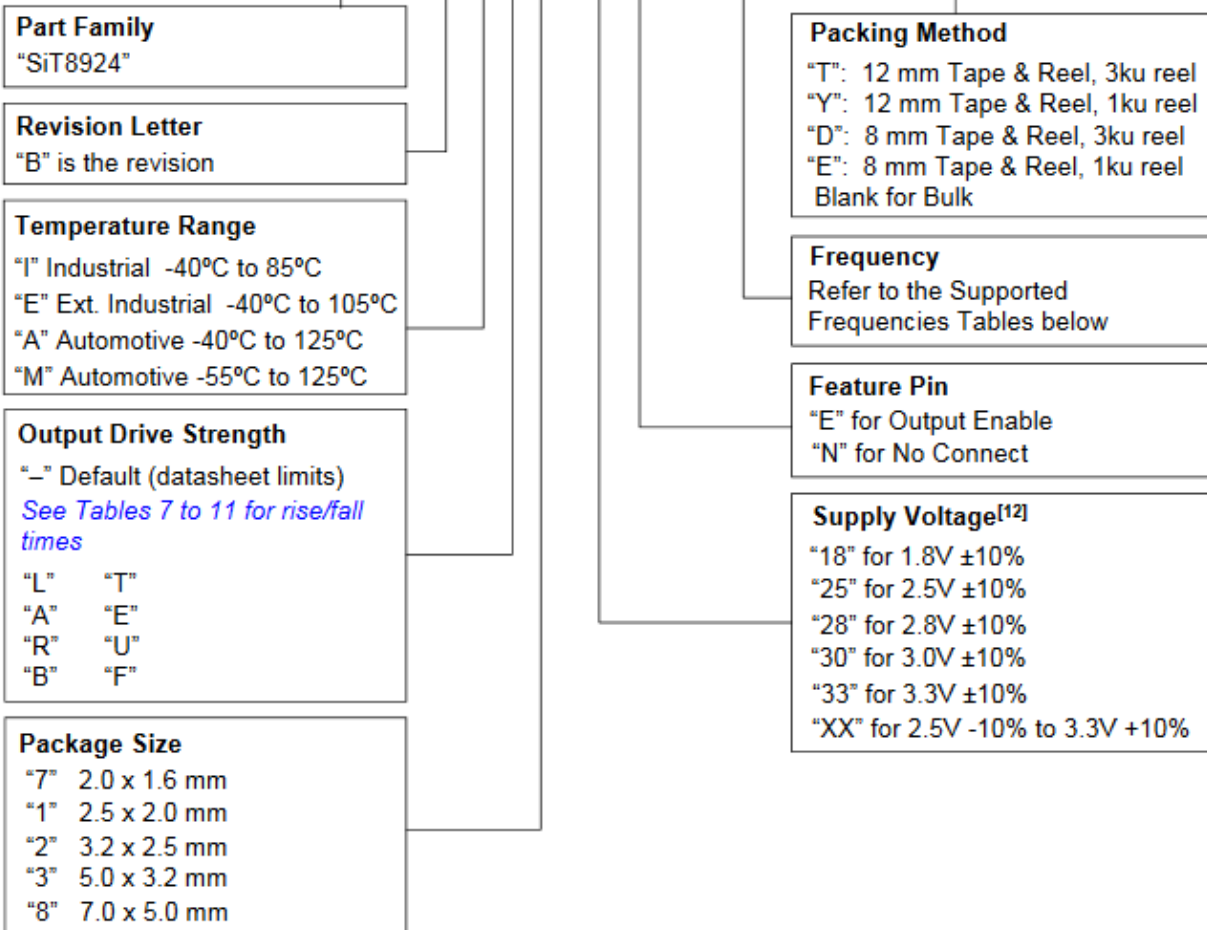 Part Family
“SiT8924”
Revision Letter
“B” is the revision
Temperature Range
“I” Industrial -40ºC to 85ºC
“E” Ext. Industrial -40ºC to 105ºC
“A” Automotive -40ºC to 125ºC
“M” Automotive -55ºC to 125ºC
Output Drive Strength
“–” Default (datasheet limits)
See Tables 7 to 11 for rise/fall
times
“L” “T”
“A” “E”
“R” “U”
“B” “F”
Package Size
“7” 2.0 x 1.6 mm
“1” 2.5 x 2.0 mm
“2” 3.2 x 2.5 mm
“3” 5.0 x 3.2 mm
“8” 7.0 x 5.0 mm
Packing Method
“T”: 12 mm Tape & Reel, 3ku reel
“Y”: 12 mm Tape & Reel, 1ku reel
“D”: 8 mm Tape & Reel, 3ku reel
“E”: 8 mm Tape & Reel, 1ku reel
Blank for Bulk
Frequency
Refer to the Supported
Frequencies Tables below
Feature Pin
“E” for Output Enable
“N” for No Connect
Supply Voltage[12]
“18” for 1.8V ±10%
“25” for 2.5V ±10%
“28” for 2.8V ±10%
“30” for 3.0V ±10%
“33” for 3.3V ±10%
“XX” for 2.5V -10% to 3.3V +10%